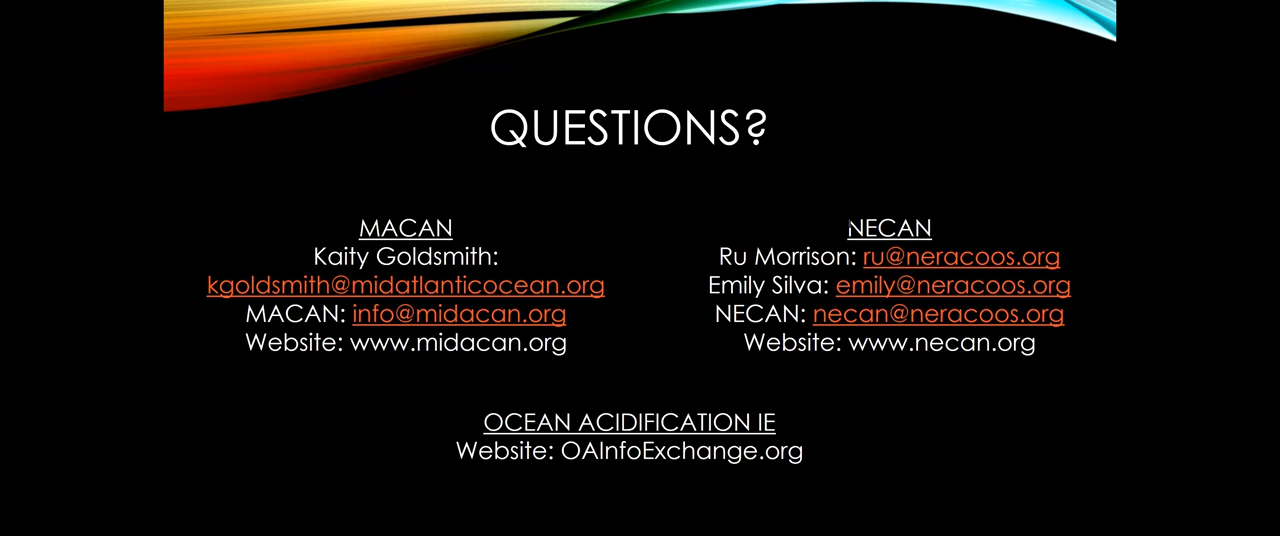 QUESTIONS?
MACAN
Kaity Goldsmith:
kgoldsmith@midatlanticocean.org
MACAN: info@midacan.org
Website: www.midacan.org
NECAN
Ru Morrison: ru@neracoos.org
Emily Silva: emily@neracoos.org
NECAN: necan@neracoos.org
Website: www.necan.org
OCEAN ACIDIFICATION IE
Website: OAInfoExchange.org